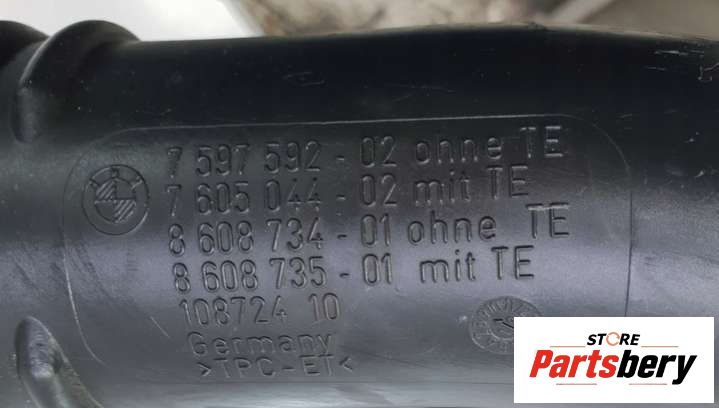 7 597 592 - 02 ohne TE
7 605 044 - 02 mit TE
8 608 734 - 01 ohne TE
8 608 735 - 01 mit TE
108724 10
Germany
>TPC-ET<
STORE
Partsbery